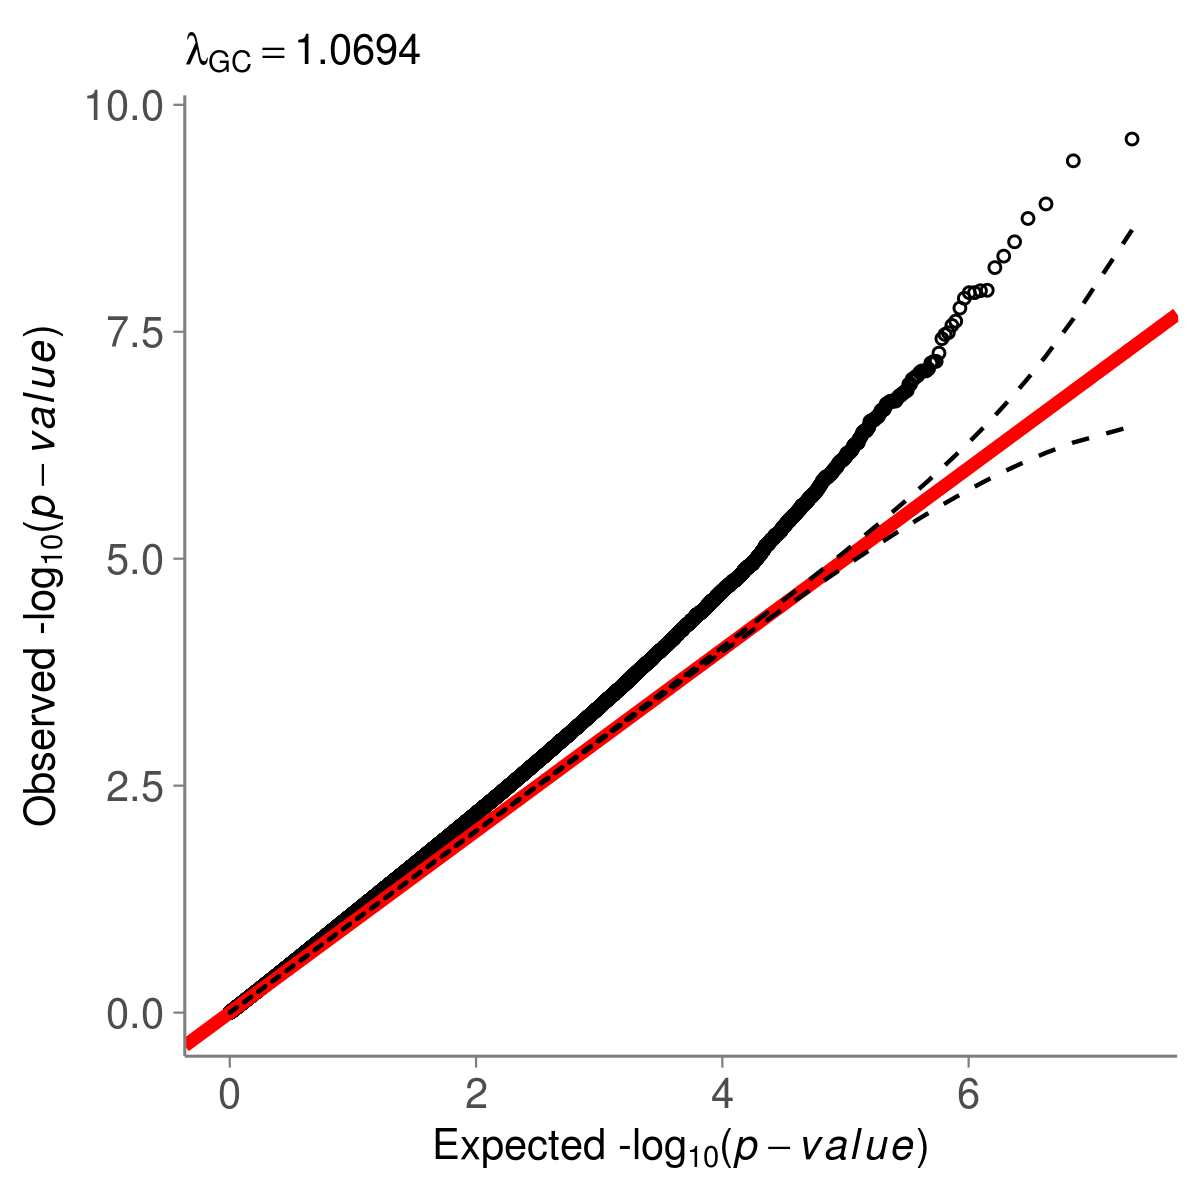 λGC = 1.0694
10.0
7.5
5.0
2.5
0.0
Observed -log10(p − value)
0 2 4 6
Expected -log10(p − value)